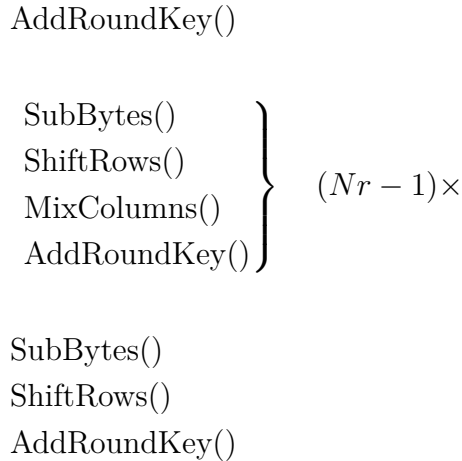 AddRoundKey()
SubBytes()
ShiftRows()
MixColumns()
AddRoundKey()
(Nr − 1)×
SubBytes()
ShiftRows()
AddRoundKey()